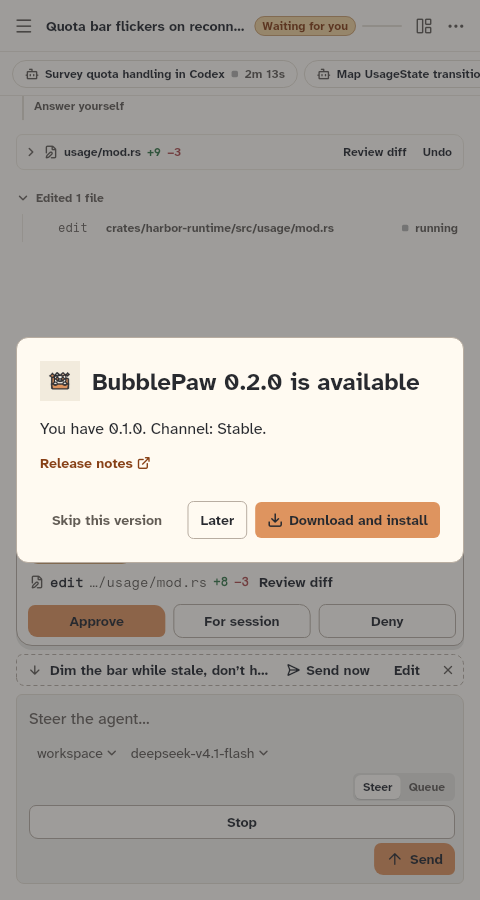 Quota bar flickers on reconn… Waiting for you
Survey quota handling in Codex 2m 13s Map UsageState transitio
Answer yourself
usage/mod.rs +9 −3 Review diff Undo
Edited 1 file
edit crates/harbor-runtime/src/usage/mod.rs running
BubblePaw 0.2.0 is available
You have 0.1.0. Channel: Stable.
Release notes
Skip this version Later Download and install
edit …/usage/mod.rs +8 −3 Review diff
Approve For session Deny
Dim the bar while stale, don't h… Send now Edit
Steer the agent…
workspace deepseek-v4.1-flash
Steer Queue
Stop
Send